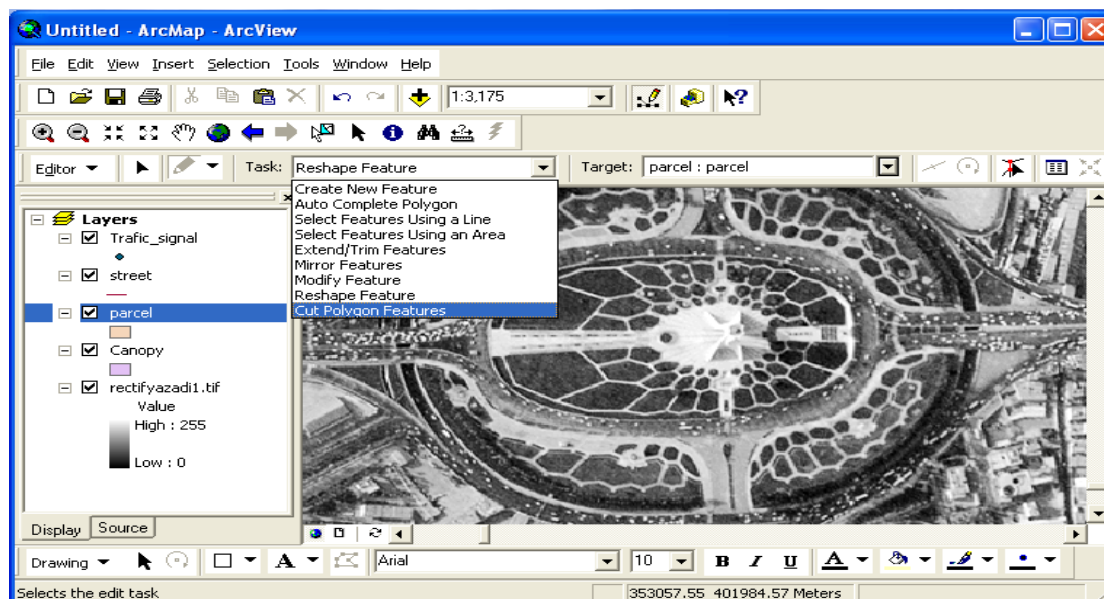 Untitled - ArcMap - ArcView
File Edit View Insert Selection Tools Window Help
1:3,175
Editor Task: Reshape Feature Target: parcel : parcel
Create New Feature
Auto Complete Polygon
Select Features Using a Line
Select Features Using an Area
Extend/Trim Features
Mirror Features
Modify Feature
Reshape Feature
Cut Polygon Features
Layers
Trafic_signal
street
parcel
Canopy
rectifyazadi1.tif
Value
High : 255
Low : 0
Display Source
Drawing A Arial 10 B I U A
Selects the edit task 353057.55 401984.57 Meters